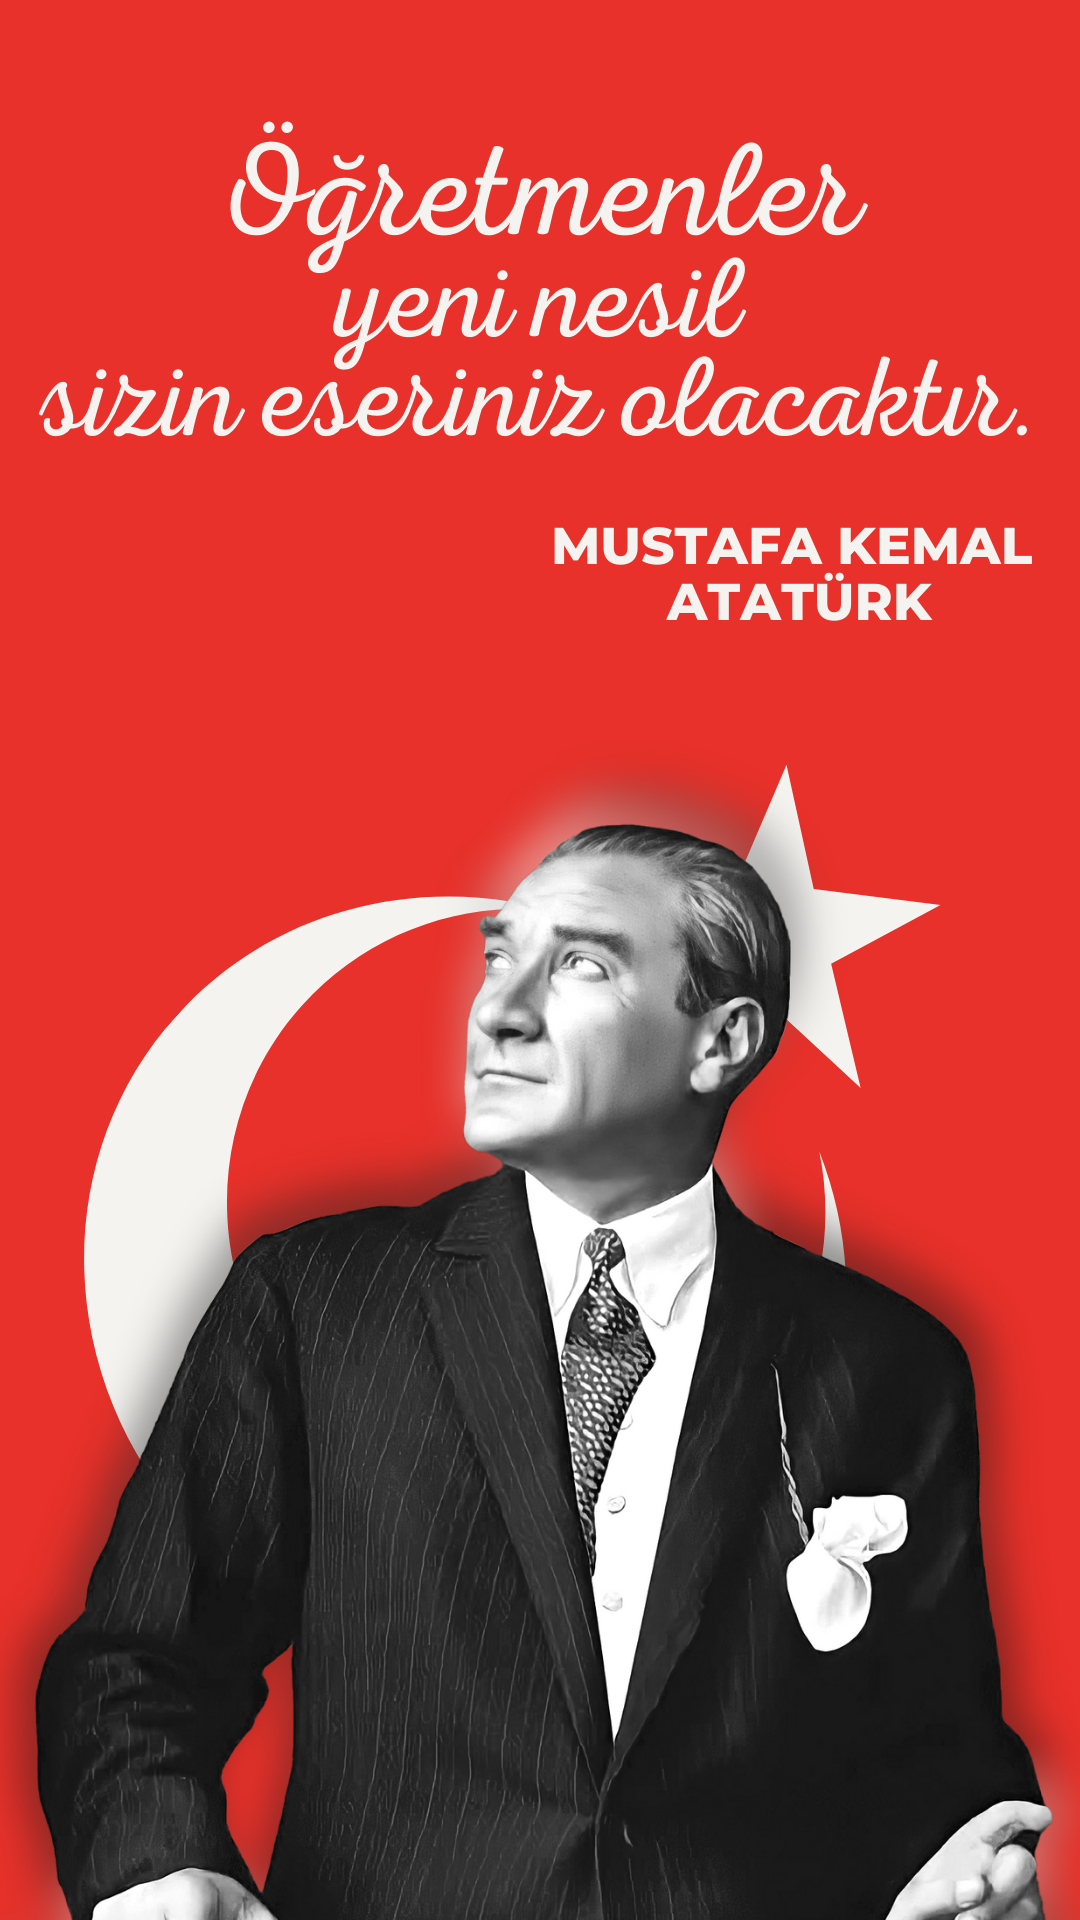 Öğretmenler
yeni nesil
sizin eseriniz olacaktır.
MUSTAFA KEMAL
ATATÜRK